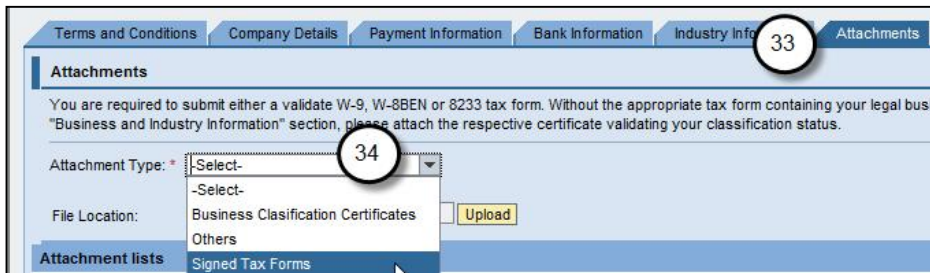 Terms and Conditions Company Details Payment Information Bank Information Industry 33 Attachments
Attachments
You are required to submit either a validate W-9, W-8BEN or 8233 tax form. Without the appropriate tax form containing your legal
"Business and Industry Information" section, please attach the respective certificate validating your classification status.
34
Attachment Type: * -Select-
-Select-
File Location: Business Clasification Certificates Upload
Others
Attachment lists Signed Tax Forms